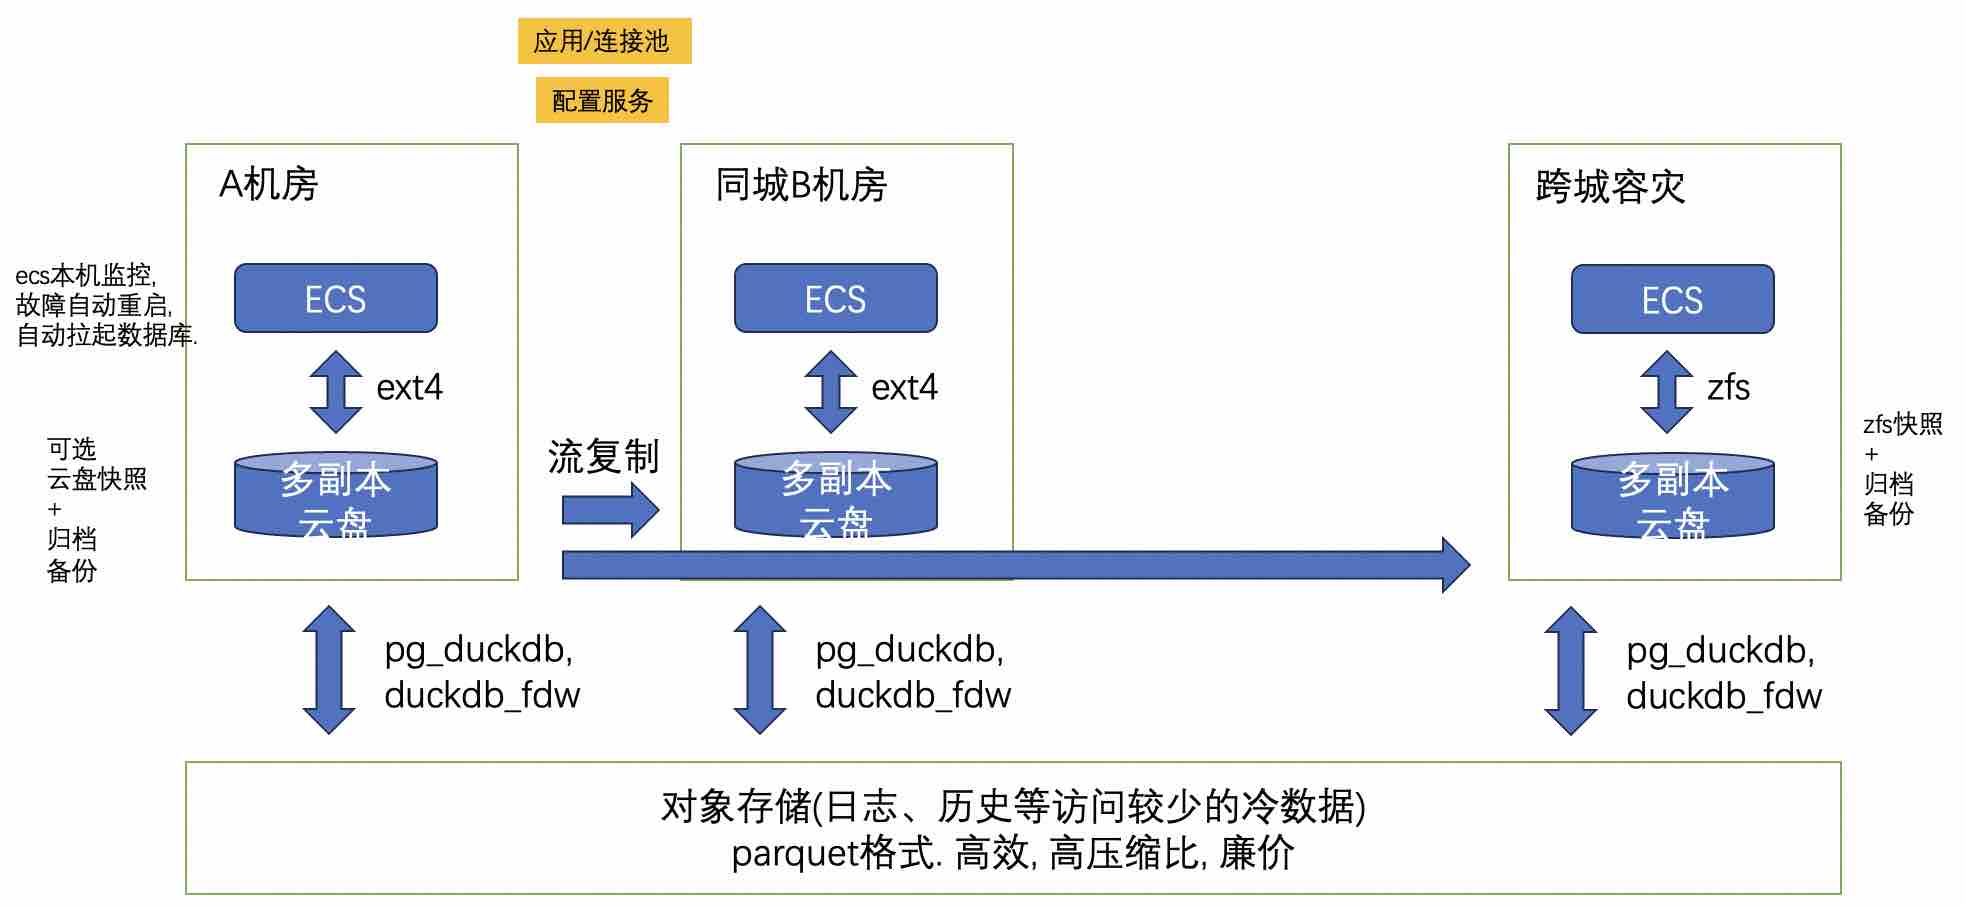 应用/连接池
配置服务
A机房
同城B机房
跨城容灾
ecs本机监控,
故障自动重启,
自动拉起数据库.
ECS
ECS
ECS
ext4
ext4
zfs
可选
云盘快照
+
归档
备份
多副本
云盘
流复制
多副本
云盘
多副本
云盘
zfs快照
+
归档
备份
pg_duckdb,
duckdb_fdw
pg_duckdb,
duckdb_fdw
pg_duckdb,
duckdb_fdw
对象存储(日志、历史等访问较少的冷数据)
parquet格式. 高效, 高压缩比, 廉价